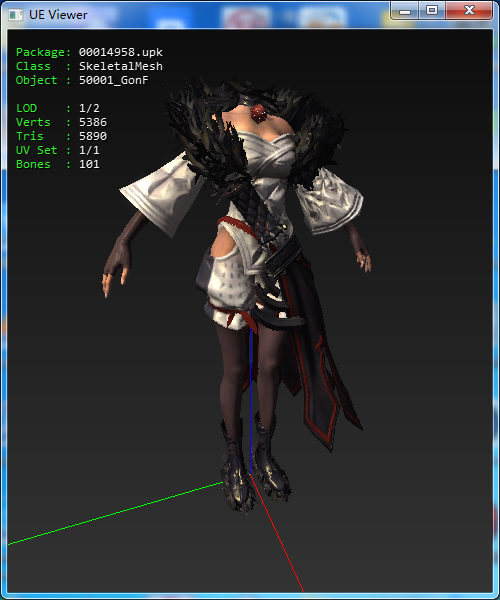 UE Viewer
Package: 00014958.upk
Class : SkeletalMesh
Object : 50001_GonF
LOD : 1/2
Verts : 5386
Tris : 5890
UV Set : 1/1
Bones : 101